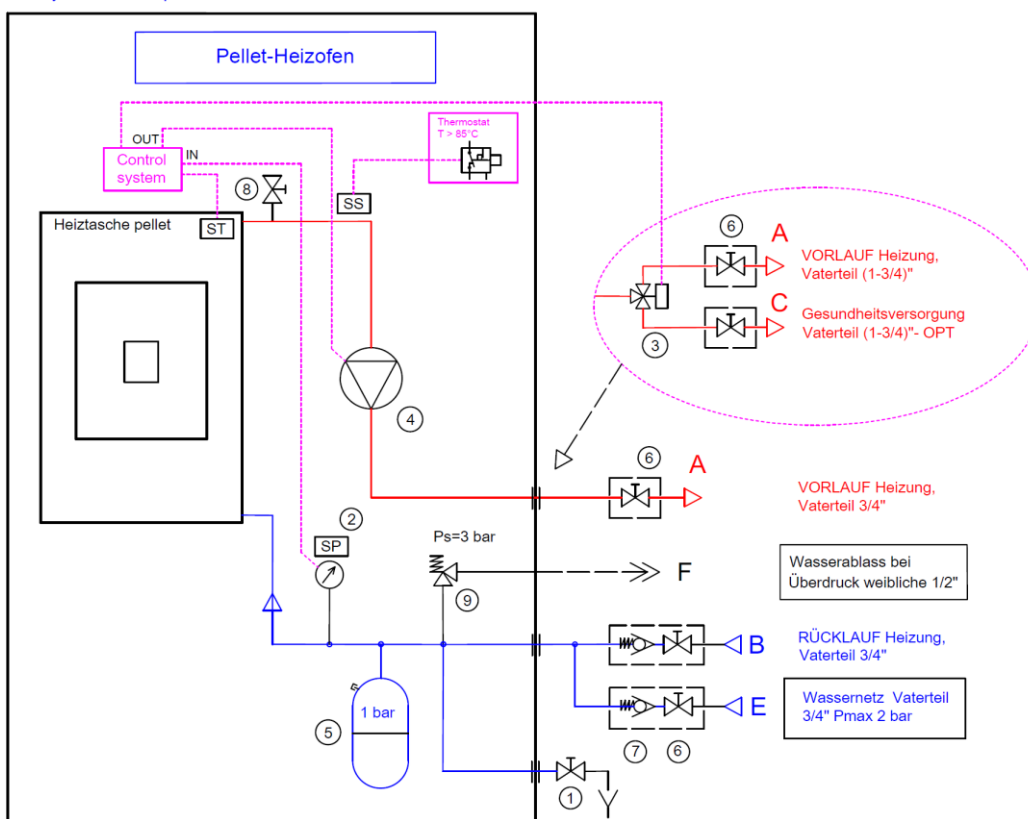 Pellet-Heizofen
OUT
IN
Control
system
Thermostat
T > 85°C
8
SS
Heiztasche pellet
ST
6
A
VORLAUF Heizung,
Vaterteil (1-3/4)"
C
Gesundheitsversorgung
Vaterteil (1-3/4)"- OPT
3
4
6
A
VORLAUF Heizung,
Vaterteil 3/4"
2
SP
Ps=3 bar
9
F
Wasserablass bei
Überdruck weibliche 1/2"
B
RÜCKLAUF Heizung,
Vaterteil 3/4"
1 bar
5
E
Wassernetz Vaterteil
3/4" Pmax 2 bar
7
6
1